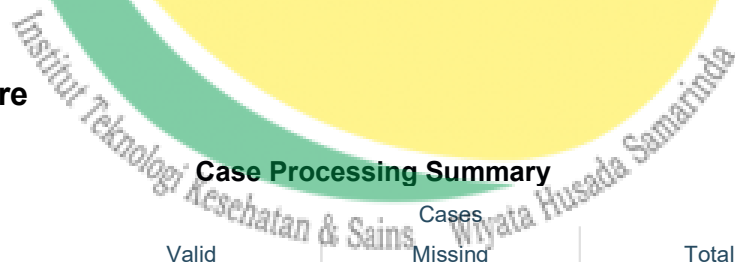 re
Case Processing Summary
Cases
Valid Missing Total
Institut Teknologi Kesehatan & Sains Wiyata Husada Samarinda